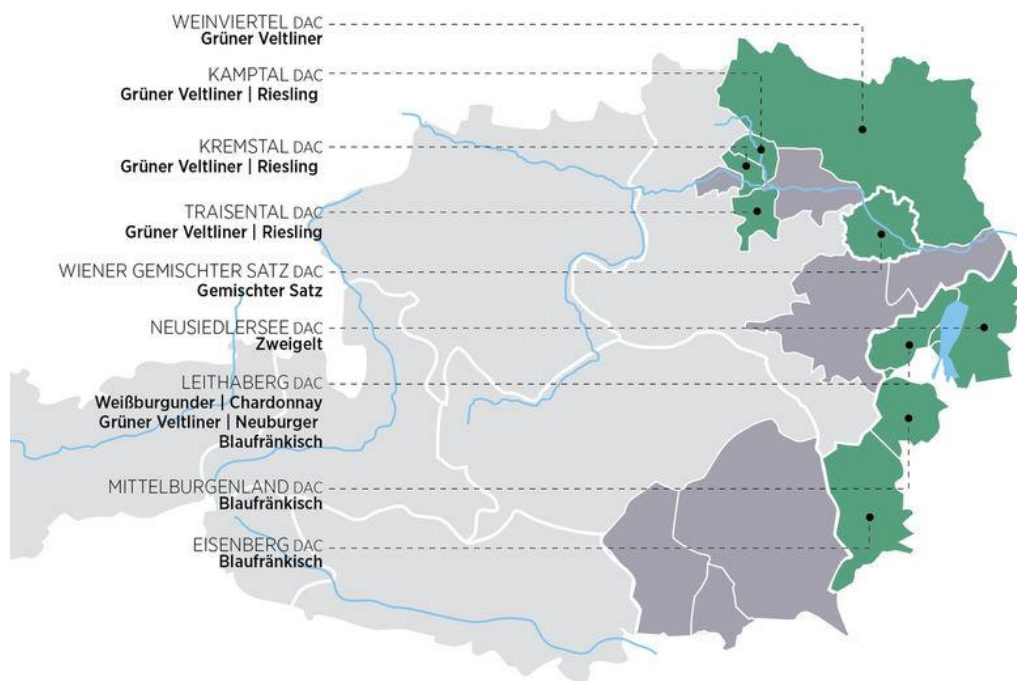 WEINVIERTEL DAC
Grüner Veltliner
KAMPTAL DAC
Grüner Veltliner | Riesling
KREMSTAL DAC
Grüner Veltliner | Riesling
TRAISENTAL DAC
Grüner Veltliner | Riesling
WIENER GEMISCHTER SATZ DAC
Gemischter Satz
NEUSIEDLERSEE DAC
Zweigelt
LEITHABERG DAC
Weißburgunder | Chardonnay
Grüner Veltliner | Neuburger
Blaufränkisch
MITTELBURGENLAND DAC
Blaufränkisch
EISENBERG DAC
Blaufränkisch